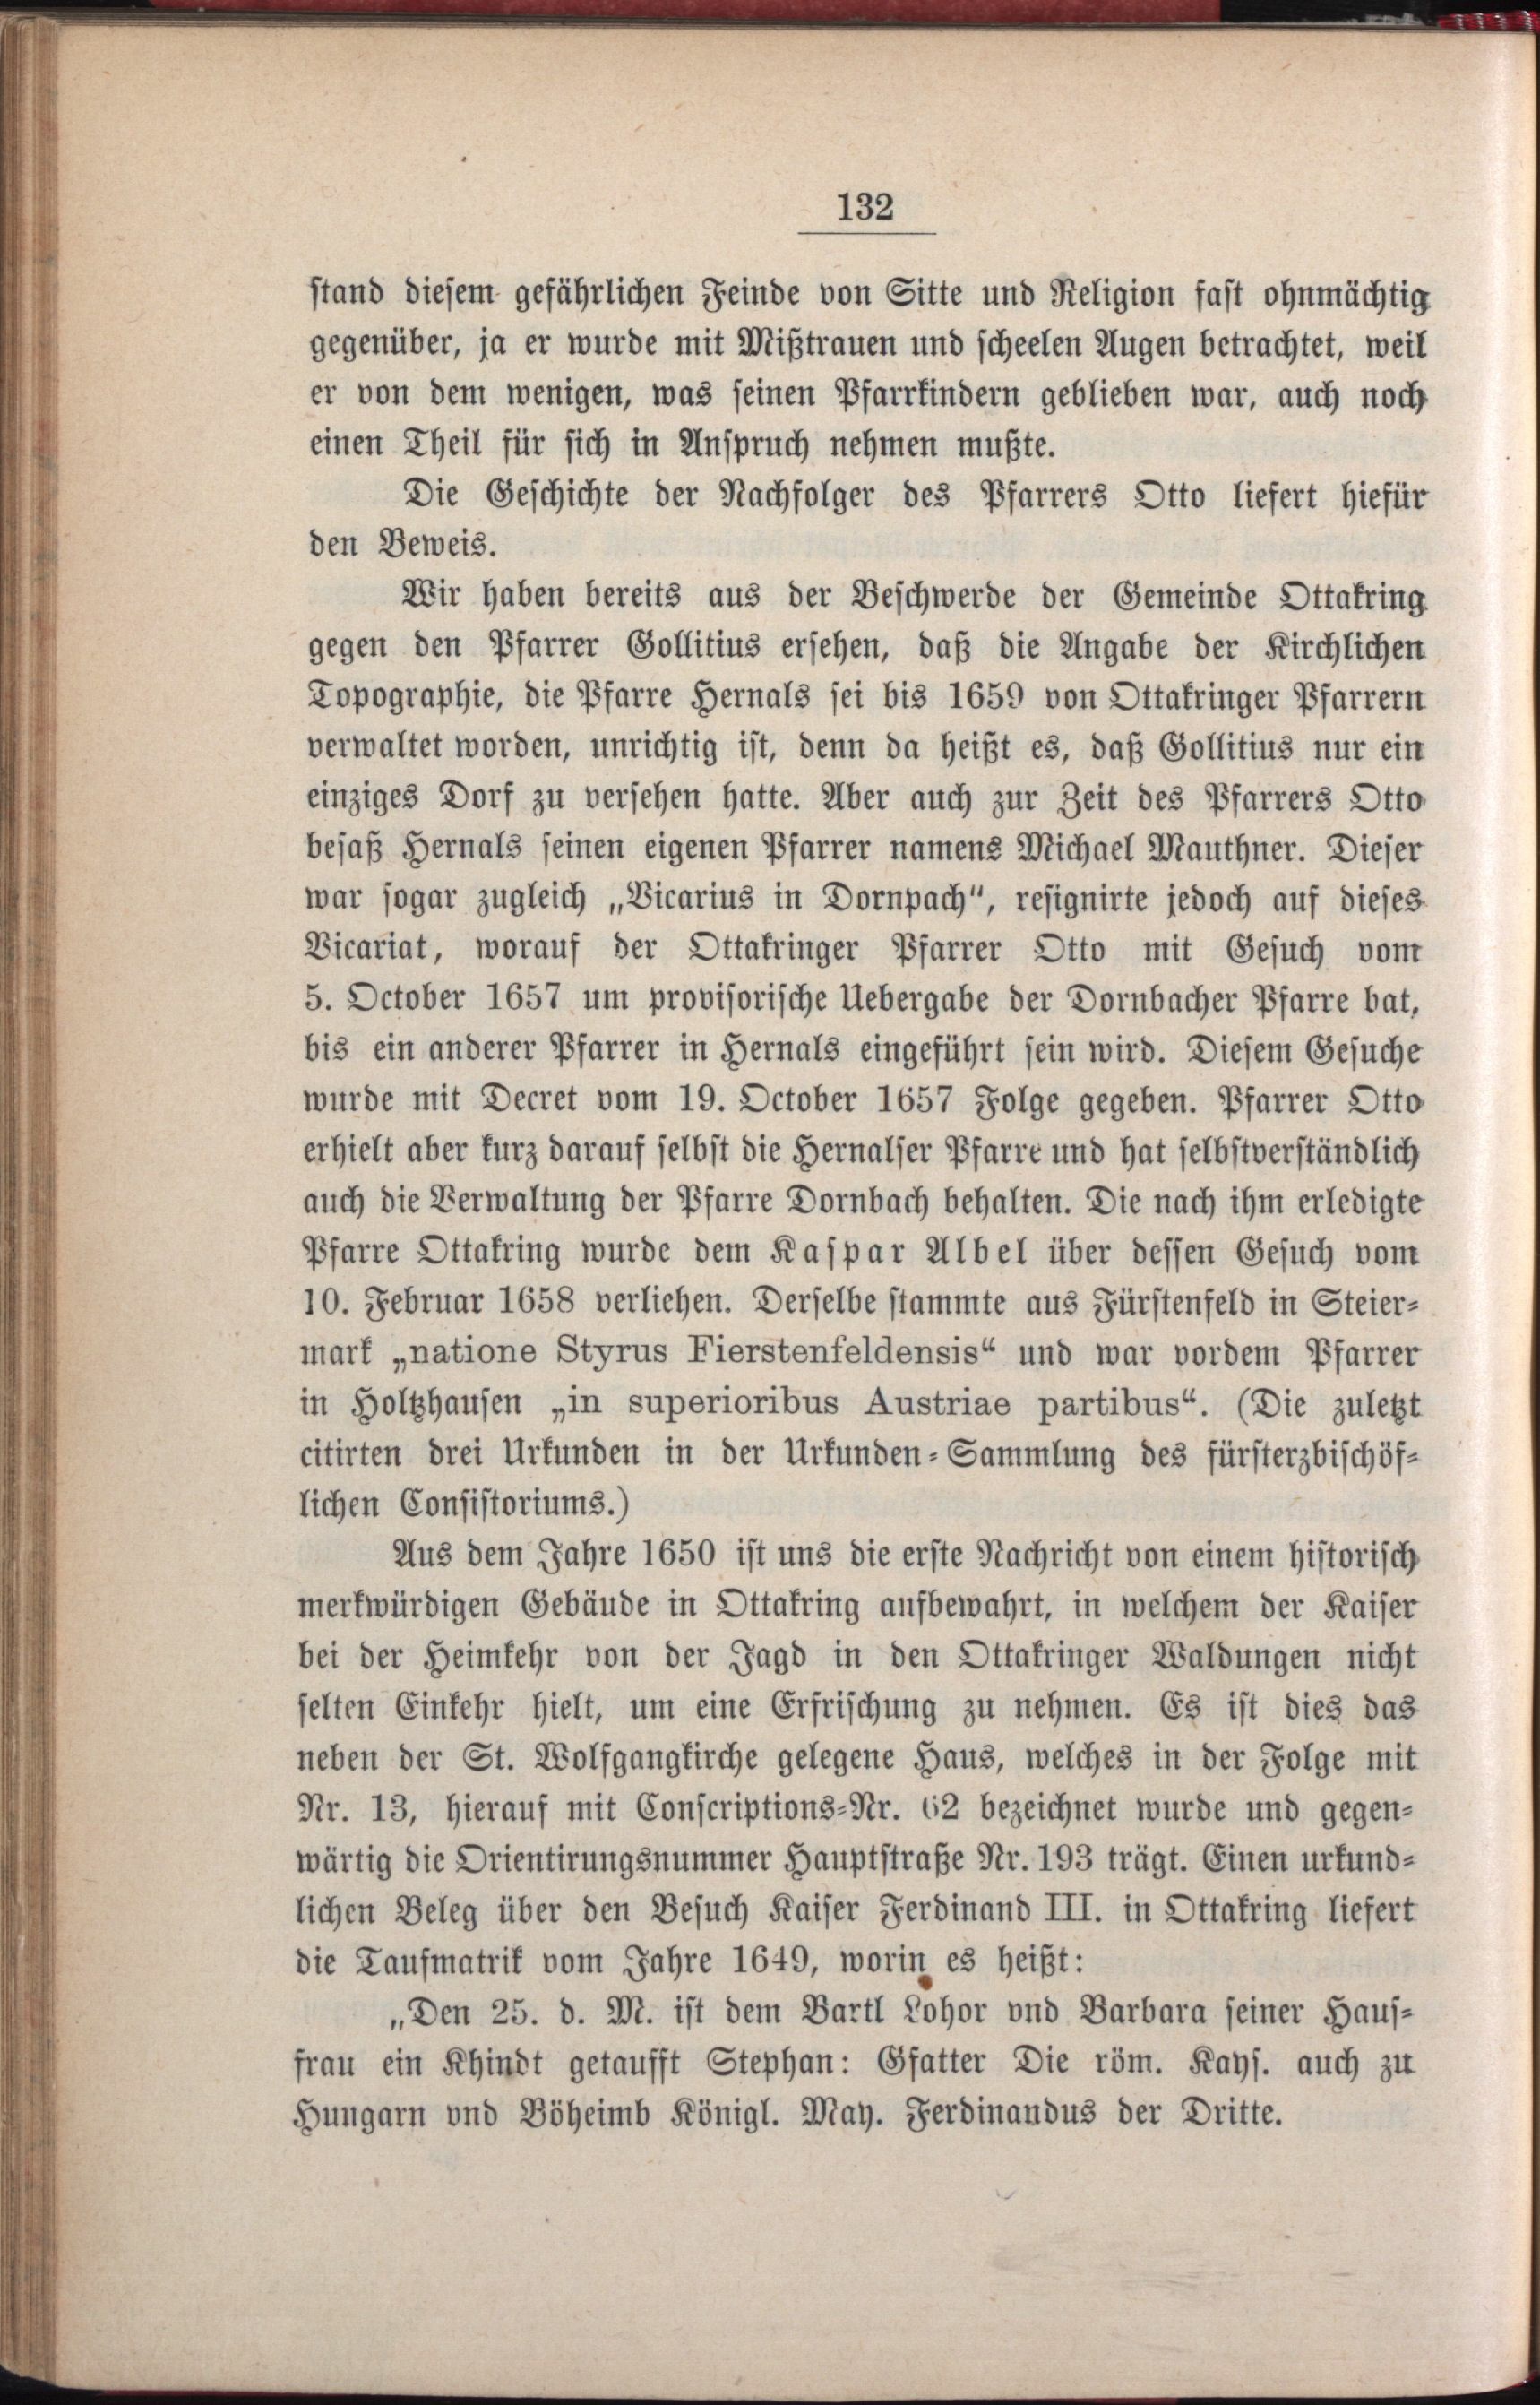 132
stand diesem gefährlichen Feinde von Sitte und Religion fast ohnmächtig
gegenüber, ja er wurde mit Mißtrauen und scheelen Augen betrachtet, weil
er von dem wenigen, was seinen Pfarrkindern geblieben war, auch noch
einen Theil für sich in Anspruch nehmen mußte.
Die Geschichte der Nachfolger des Pfarrers Otto liefert hiefür
den Beweis.
Wir haben bereits aus der Beschwerde der Gemeinde Ottakring
gegen den Pfarrer Gollitius ersehen, daß die Angabe der Kirchlichen
Topographie, die Pfarre Hernals sei bis 1659 von Ottakringer Pfarrern
verwaltet worden, unrichtig ist, denn da heißt es, daß Gollitius nur ein
einziges Dorf zu versehen hatte. Aber auch zur Zeit des Pfarrers Otto
besaß Hernals seinen eigenen Pfarrer namens Michael Mauthner. Dieser
war sogar zugleich „Vicarius in Dornpach“, resignirte jedoch auf dieses
Vicariat, worauf der Ottakringer Pfarrer Otto mit Gesuch vom
5. October 1657 um provisorische Uebergabe der Dornbacher Pfarre bat,
bis ein anderer Pfarrer in Hernals eingeführt sein wird. Diesem Gesuche
wurde mit Decret vom 19. October 1657 Folge gegeben. Pfarrer Otto
erhielt aber kurz darauf selbst die Hernalser Pfarre und hat selbstverständlich
auch die Verwaltung der Pfarre Dornbach behalten. Die nach ihm erledigte
Pfarre Ottakring wurde dem Kaspar Albel über dessen Gesuch vom
10. Februar 1658 verliehen. Derselbe stammte aus Fürstenfeld in Steier-
mark „natione Styrus Fierstenfeldensis“ und war vordem Pfarrer
in Holtzhausen „in superioribus Austriae partibus“. (Die zuletzt
citirten drei Urkunden in der Urkunden-Sammlung des fürsterzbischöf-
lichen Consistoriums.)
Aus dem Jahre 1650 ist uns die erste Nachricht von einem historisch
merkwürdigen Gebäude in Ottakring aufbewahrt, in welchem der Kaiser
bei der Heimkehr von der Jagd in den Ottakringer Waldungen nicht
selten Einkehr hielt, um eine Erfrischung zu nehmen. Es ist dies das
neben der St. Wolfgangkirche gelegene Haus, welches in der Folge mit
Nr. 13, hierauf mit Conscriptions-Nr. 62 bezeichnet wurde und gegen-
wärtig die Orientirungsnummer Hauptstraße Nr. 193 trägt. Einen urkund-
lichen Beleg über den Besuch Kaiser Ferdinand III. in Ottakring liefert
die Taufmatrik vom Jahre 1649, worin es heißt:
„Den 25. d. M. ist dem Bartl Lohor vnd Barbara seiner Haus-
frau ein Khindt getaufft Stephan: Gfatter Die röm. Kays. auch zu
Hungarn vnd Böheimb Königl. May. Ferdinandus der Dritte.